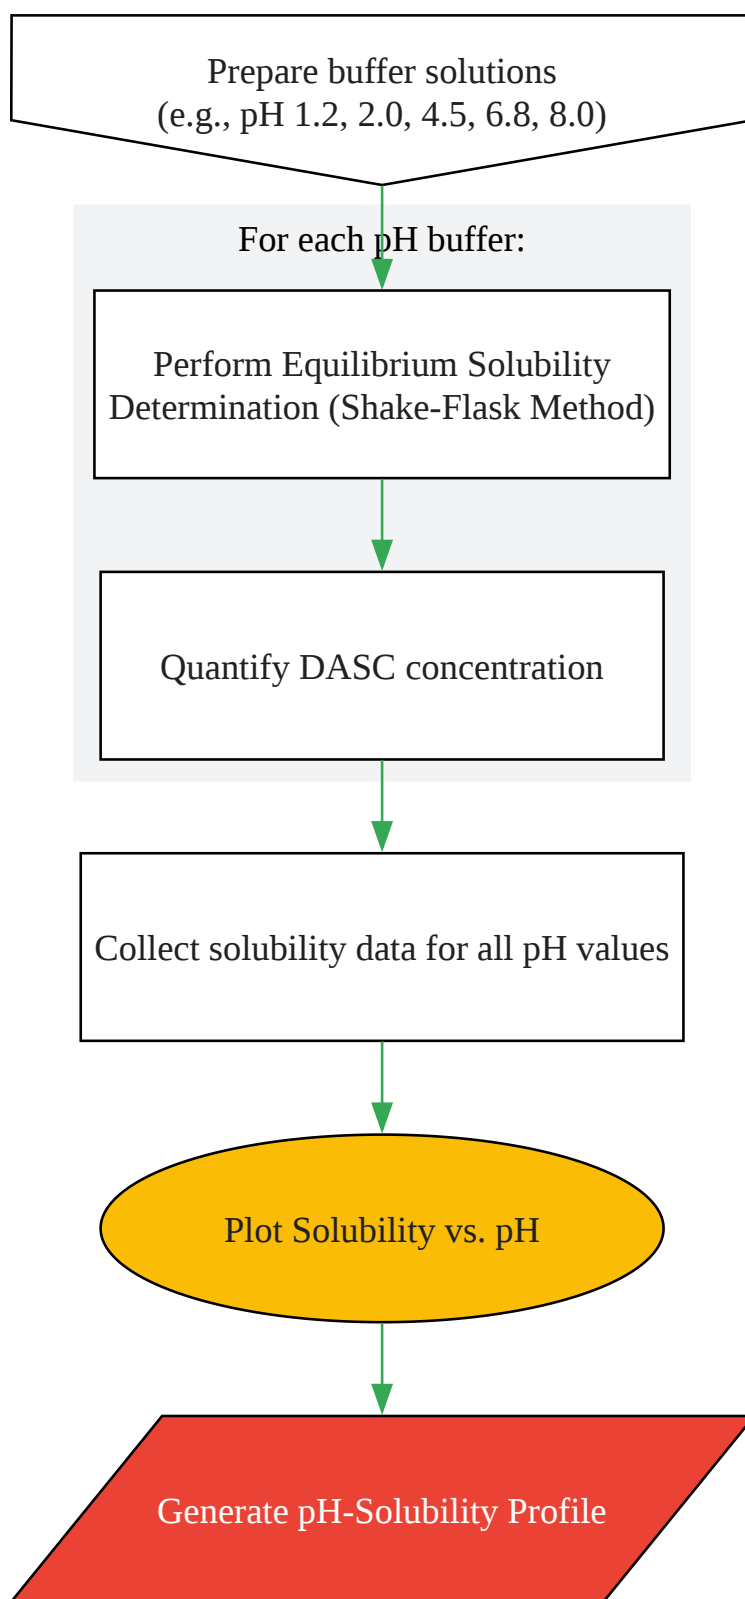 Prepare buffer solutions
(e.g., pH 1.2, 2.0, 4.5, 6.8, 8.0)
For each pH buffer:
Perform Equilibrium Solubility
Determination (Shake-Flask Method)
Quantify DASC concentration
Collect solubility data for all pH values
Plot Solubility vs. pH
Generate pH-Solubility Profile